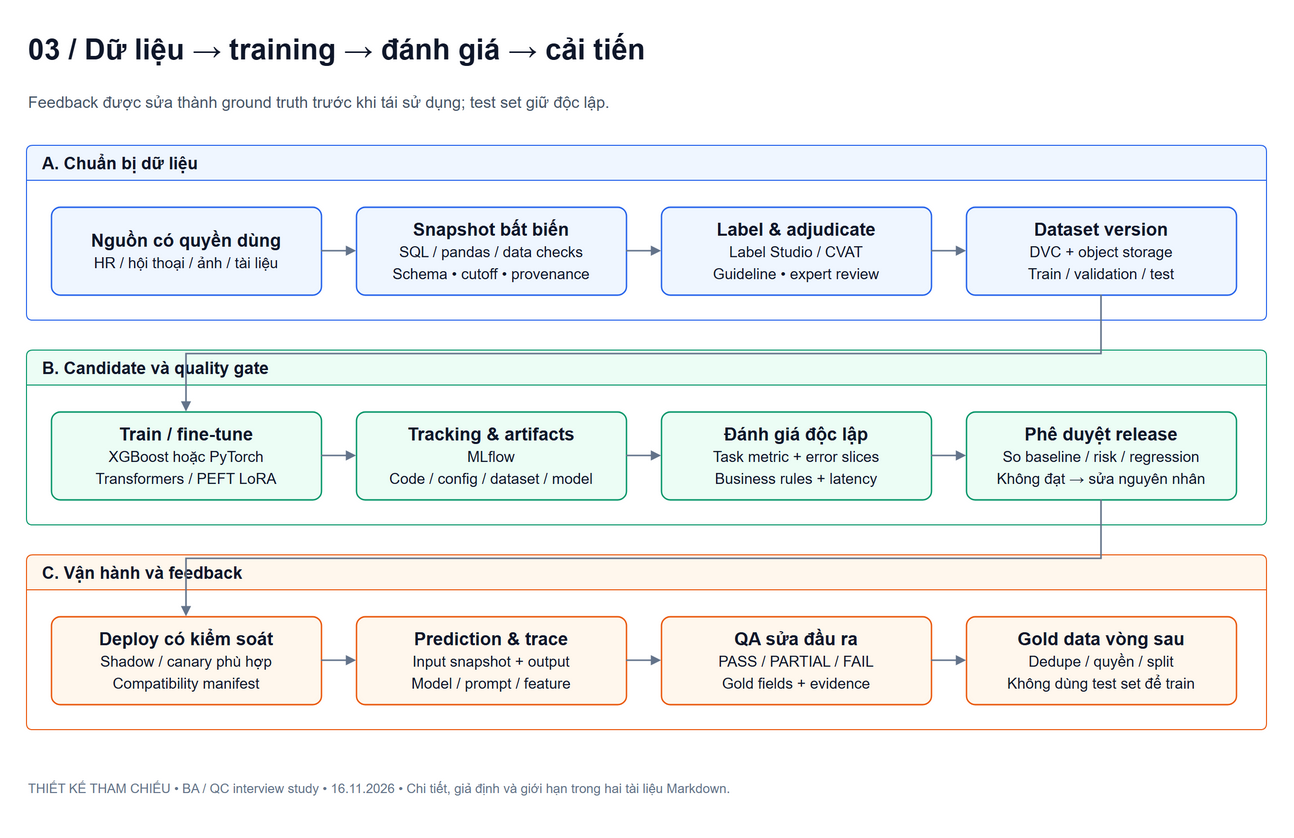 03 / Dữ liệu → training → đánh giá → cải tiến
Feedback được sửa thành ground truth trước khi tái sử dụng; test set giữ độc lập.
A. Chuẩn bị dữ liệu
Nguồn có quyền dùng
HR / hội thoại / ảnh / tài liệu
Snapshot bất biến
SQL / pandas / data checks
Schema • cutoff • provenance
Label & adjudicate
Label Studio / CVAT
Guideline • expert review
Dataset version
DVC + object storage
Train / validation / test
B. Candidate và quality gate
Train / fine-tune
XGBoost hoặc PyTorch
Transformers / PEFT LoRA
Tracking & artifacts
MLflow
Code / config / dataset / model
Đánh giá độc lập
Task metric + error slices
Business rules + latency
Phê duyệt release
So baseline / risk / regression
Không đạt → sửa nguyên nhân
C. Vận hành và feedback
Deploy có kiểm soát
Shadow / canary phù hợp
Compatibility manifest
Prediction & trace
Input snapshot + output
Model / prompt / feature
QA sửa đầu ra
PASS / PARTIAL / FAIL
Gold fields + evidence
Gold data vòng sau
Dedupe / quyền / split
Không dùng test set để train
THIẾT KẾ THAM CHIẾU • BA / QC interview study • 16.11.2026 • Chi tiết, giả định và giới hạn trong hai tài liệu Markdown.